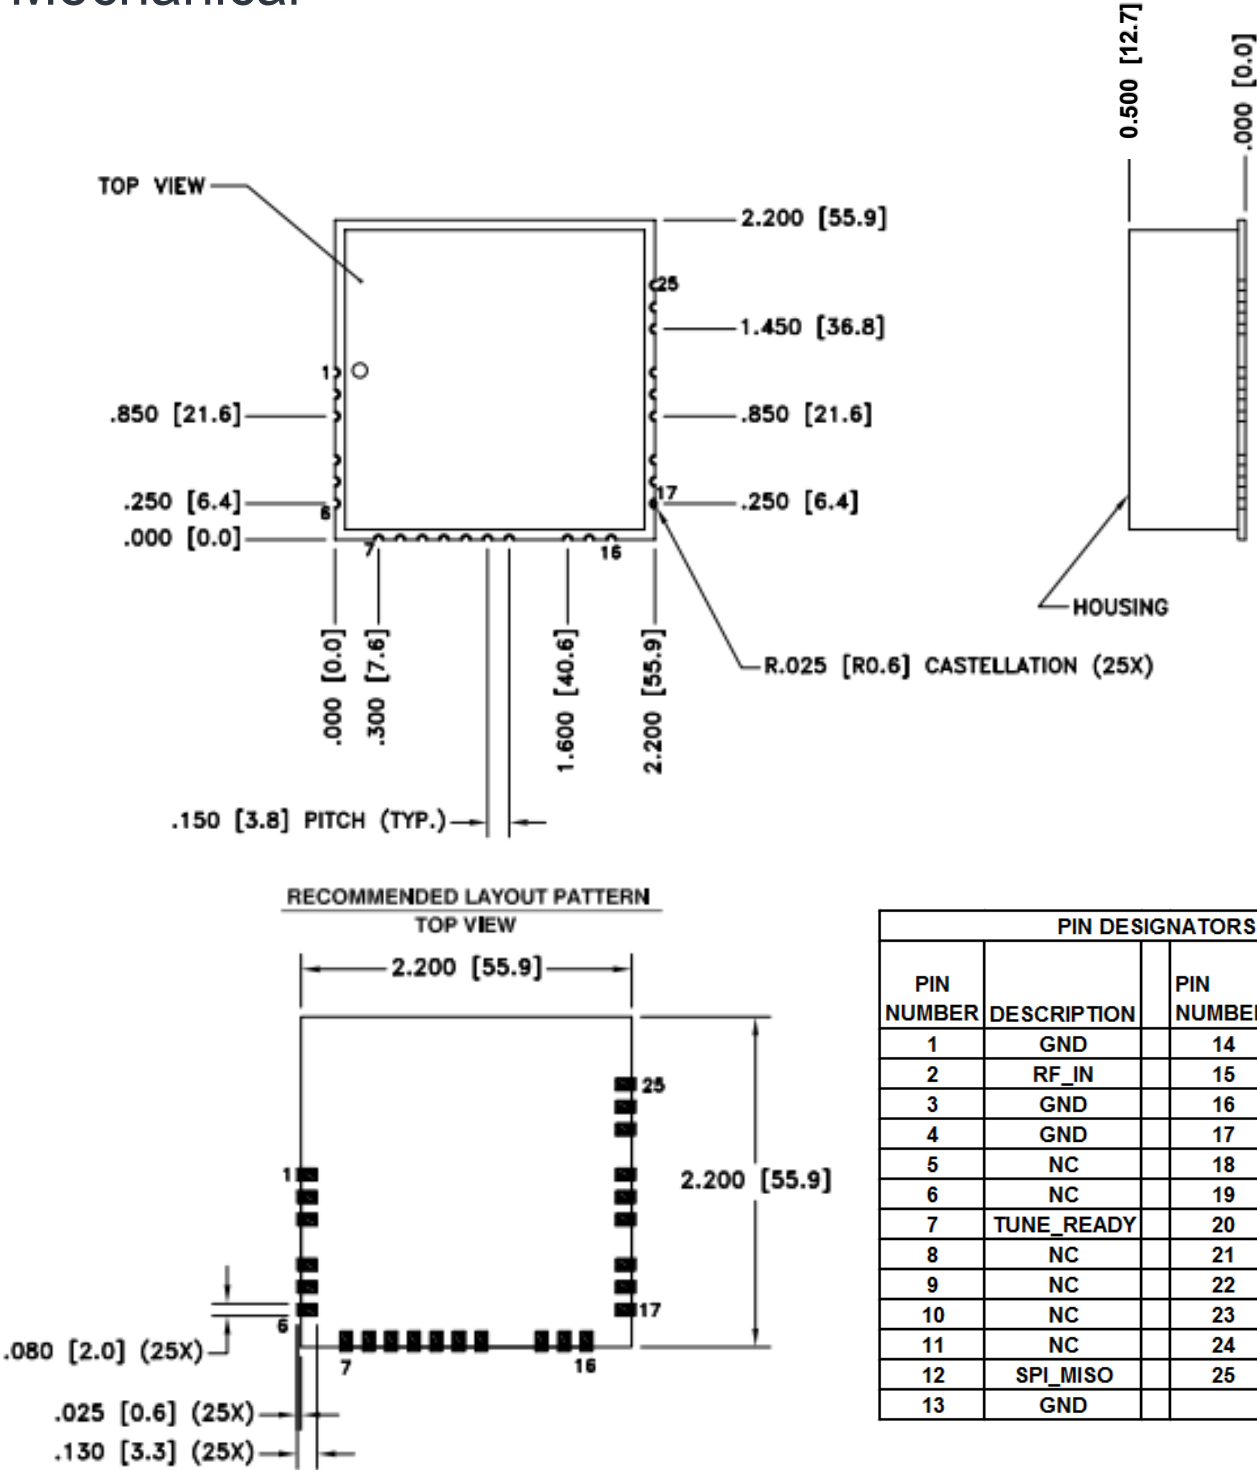 Mechanical
0.500 [12.7]
.000 [0.0]
TOP VIEW
2.200 [55.9]
25
1.450 [36.8]
1
.850 [21.6]
.850 [21.6]
.250 [6.4]
6
17
.250 [6.4]
.000 [0.0]
7
16
HOUSING
.000 [0.0]
.300 [7.6]
1.600 [40.6]
2.200 [55.9]
R.025 [R0.6] CASTELLATION (25X)
.150 [3.8] PITCH (TYP.)
RECOMMENDED LAYOUT PATTERN
TOP VIEW
2.200 [55.9]
25
1
2.200 [55.9]
17
6
.080 [2.0] (25X)
7
16
.025 [0.6] (25X)
.130 [3.3] (25X)
PIN DESIGNATORS
PIN NUMBER DESCRIPTION PIN NUMBER
1 GND 14
2 RF_IN 15
3 GND 16
4 GND 17
5 NC 18
6 NC 19
7 TUNE_READY 20
8 NC 21
9 NC 22
10 NC 23
11 NC 24
12 SPI_MISO 25
13 GND